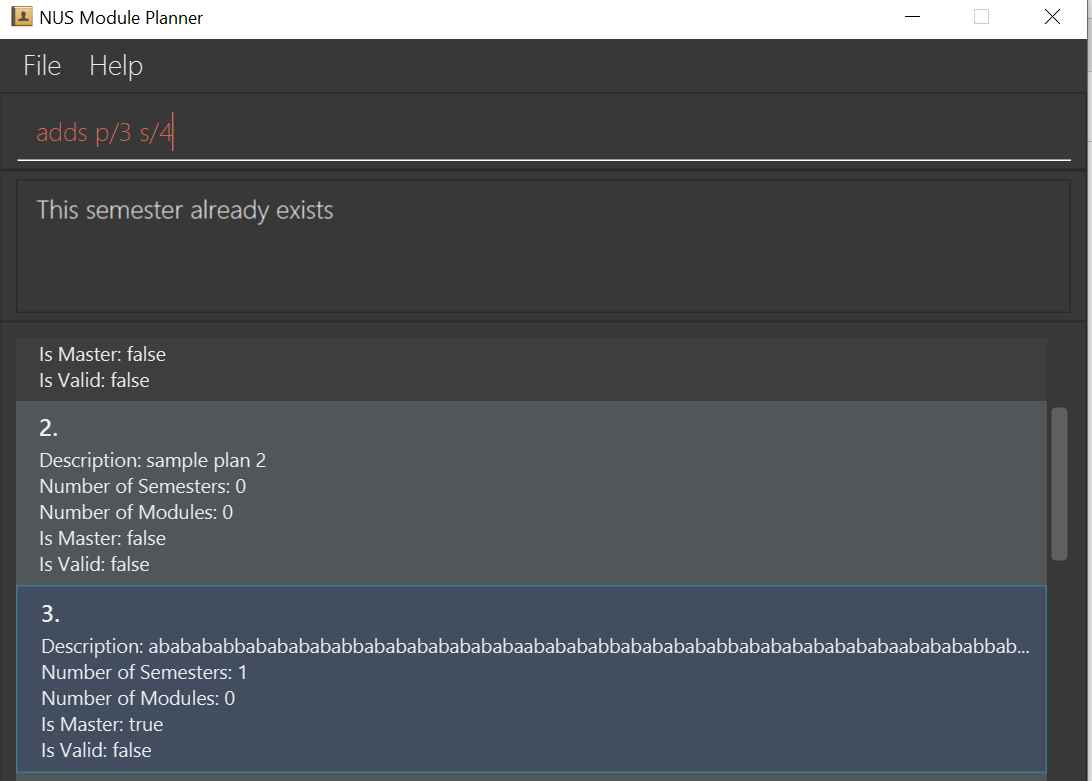 NUS Module Planner
File Help
adds p/3 s/4
This semester already exists
Is Master: false
Is Valid: false
2.
Description: sample plan 2
Number of Semesters: 0
Number of Modules: 0
Is Master: false
Is Valid: false
3.
Description:
Number of Semesters: 1
Number of Modules: 0
Is Master: true
Is Valid: false